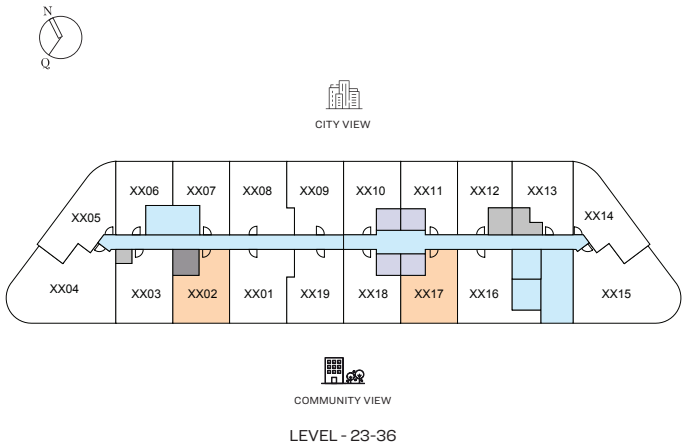 N
Q
CITY VIEW
XX06 XX07 XX08 XX09 XX10 XX11 XX12 XX13
XX05 XX14
XX04 XX03 XX02 XX01 XX19 XX18 XX17 XX16 XX15
COMMUNITY VIEW
LEVEL - 23-36